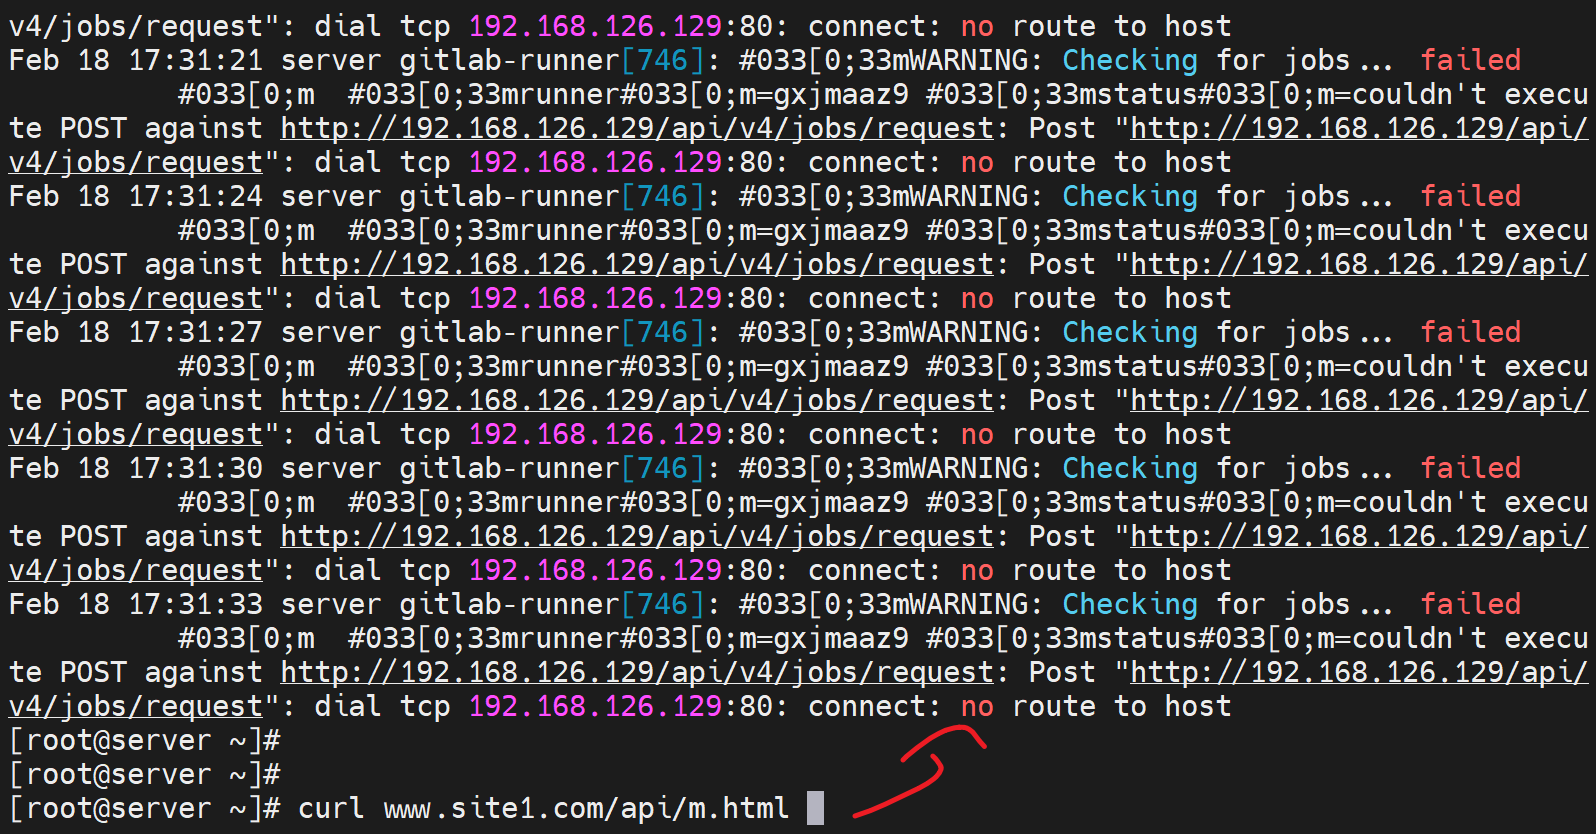 v4/jobs/request": dial tcp 192.168.126.129:80: connect: no route to host
Feb 18 17:31:21 server gitlab-runner[746]: #033[0;33mWARNING: Checking for jobs... failed
          #033[0;m  #033[0;33mrunner#033[0;m=gxjmaaz9 #033[0;33mstatus#033[0;m=couldn't execu
te POST against http://192.168.126.129/api/v4/jobs/request: Post "http://192.168.126.129/api/
v4/jobs/request": dial tcp 192.168.126.129:80: connect: no route to host
Feb 18 17:31:24 server gitlab-runner[746]: #033[0;33mWARNING: Checking for jobs... failed
          #033[0;m  #033[0;33mrunner#033[0;m=gxjmaaz9 #033[0;33mstatus#033[0;m=couldn't execu
te POST against http://192.168.126.129/api/v4/jobs/request: Post "http://192.168.126.129/api/
v4/jobs/request": dial tcp 192.168.126.129:80: connect: no route to host
Feb 18 17:31:27 server gitlab-runner[746]: #033[0;33mWARNING: Checking for jobs... failed
          #033[0;m  #033[0;33mrunner#033[0;m=gxjmaaz9 #033[0;33mstatus#033[0;m=couldn't execu
te POST against http://192.168.126.129/api/v4/jobs/request: Post "http://192.168.126.129/api/
v4/jobs/request": dial tcp 192.168.126.129:80: connect: no route to host
Feb 18 17:31:30 server gitlab-runner[746]: #033[0;33mWARNING: Checking for jobs... failed
          #033[0;m  #033[0;33mrunner#033[0;m=gxjmaaz9 #033[0;33mstatus#033[0;m=couldn't execu
te POST against http://192.168.126.129/api/v4/jobs/request: Post "http://192.168.126.129/api/
v4/jobs/request": dial tcp 192.168.126.129:80: connect: no route to host
Feb 18 17:31:33 server gitlab-runner[746]: #033[0;33mWARNING: Checking for jobs... failed
          #033[0;m  #033[0;33mrunner#033[0;m=gxjmaaz9 #033[0;33mstatus#033[0;m=couldn't execu
te POST against http://192.168.126.129/api/v4/jobs/request: Post "http://192.168.126.129/api/
v4/jobs/request": dial tcp 192.168.126.129:80: connect: no route to host
[root@server ~]#
[root@server ~]#
[root@server ~]# curl www.site1.com/api/m.html